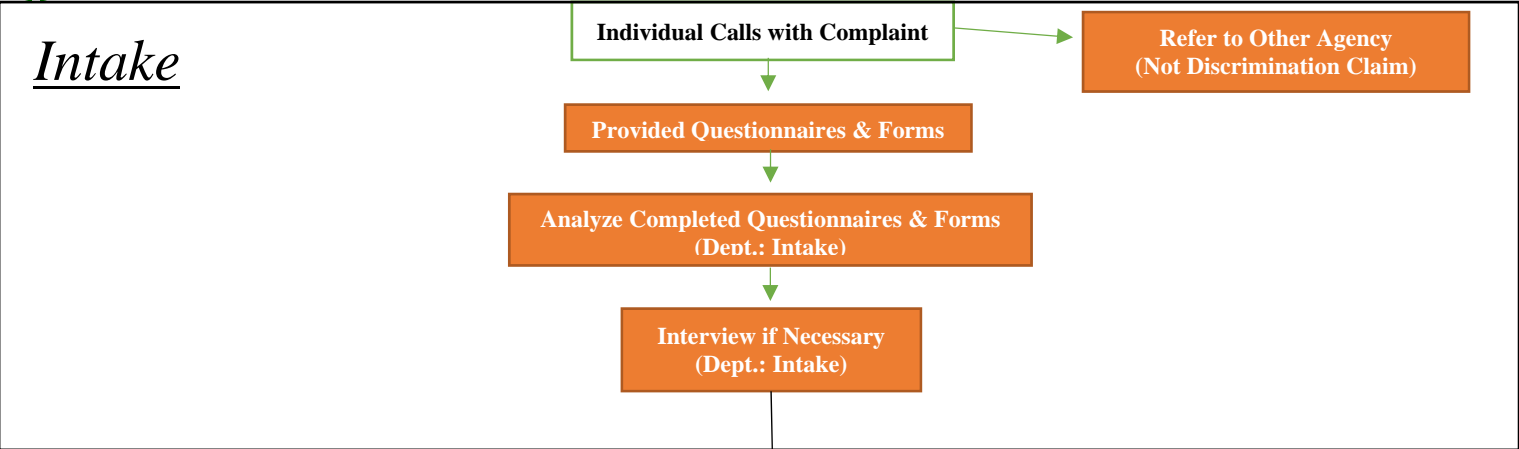 Intake
Individual Calls with Complaint
Refer to Other Agency
(Not Discrimination Claim)
Provided Questionnaires & Forms
Analyze Completed Questionnaires & Forms
(Dept.: Intake)
Interview if Necessary
(Dept.: Intake)